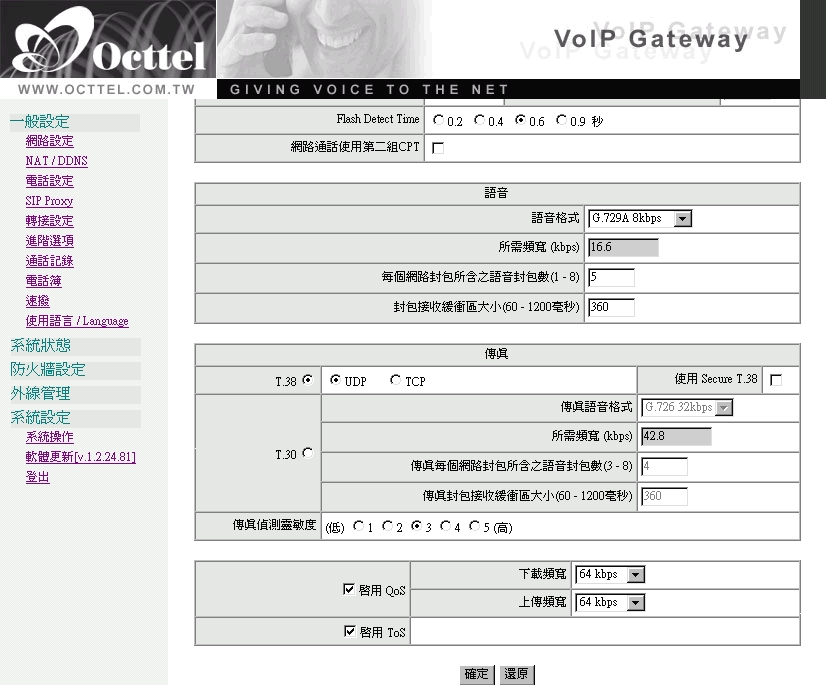 Octtel
WWW.OCTTEL.COM.TW
VoIP Gateway
VoIP Gateway
VoIP Gateway
GIVING VOICE TO THE NET
一般設定
網路設定
NAT / DDNS
電話設定
SIP Proxy
轉接設定
進階選項
通話記錄
電話簿
速撥
使用語言 / Language
系統狀態
防火牆設定
外線管理
系統設定
系統操作
軟體更新[v.1.2.24.81]
登出
Flash Detect Time 0.2 0.4 0.6 0.9 秒
網路通話使用第二組CPT
語音
語音格式 G.729A 8kbps
所需頻寬 (kbps) 16.6
每個網路封包所含之語音封包數(1 - 8) 5
封包接收緩衝區大小(60 - 1200毫秒) 360
傳真
T.38 UDP TCP 使用 Secure T.38
T.30
傳真語音格式 G.726 32kbps
所需頻寬 (kbps) 42.8
傳真每個網路封包所含之語音封包數(3 - 8) 4
傳真封包接收緩衝區大小(60 - 1200毫秒) 360
傳真偵測靈敏度 (低) 1 2 3 4 5 (高)
啓用 QoS
下載頻寬 64 kbps
上傳頻寬 64 kbps
啓用 ToS
確定 還原